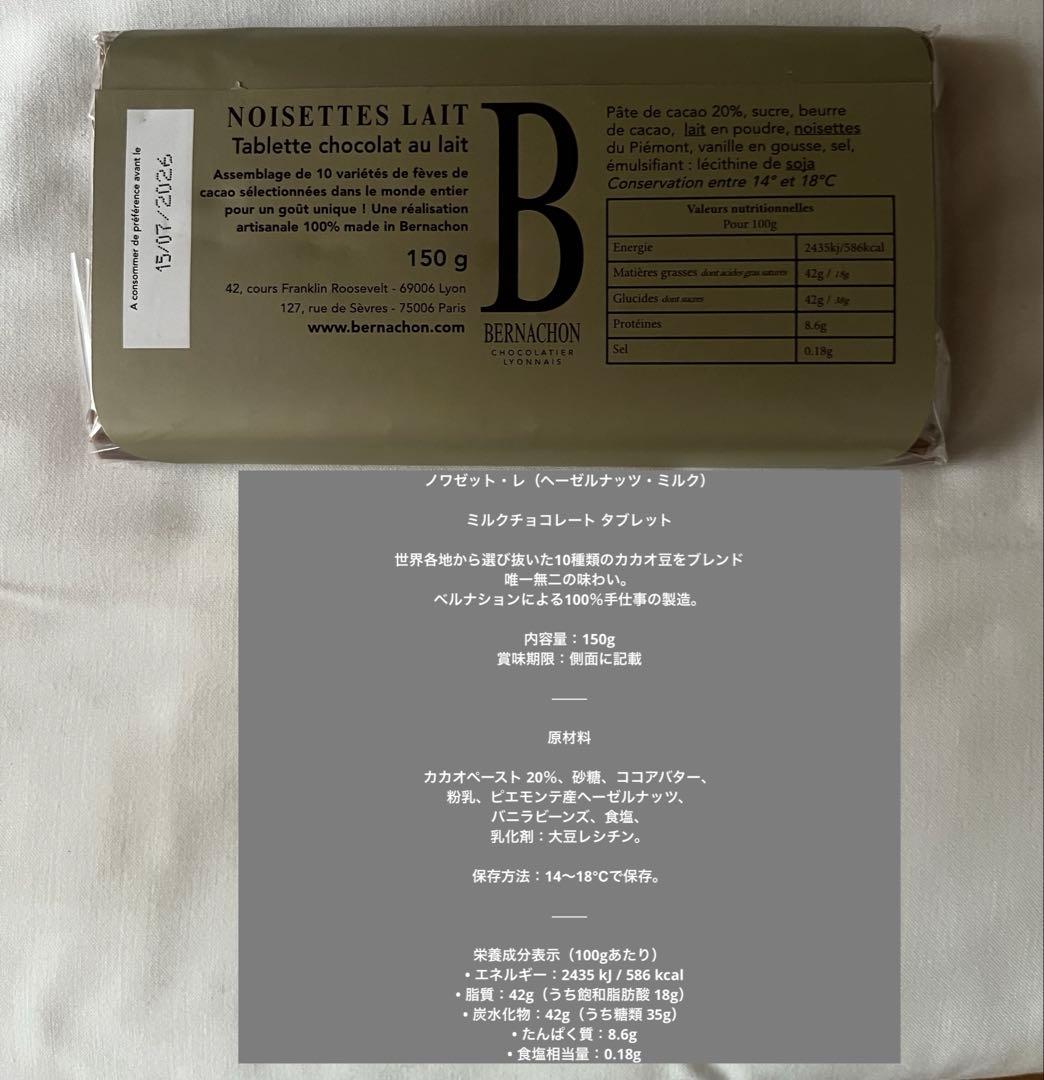 A consommer de préférence avant le
15/07/2026
NOISETTES LAIT
Tablette chocolat au lait
Assemblage de 10 variétés de fèves de
cacao sélectionnées dans le monde entier
pour un goût unique ! Une réalisation
artisanale 100% made in Bernachon
150 g
42, cours Franklin Roosevelt - 69006 Lyon
127, rue de Sèvres - 75006 Paris
www.bernachon.com
B
BERNACHON
CHOCOLATIER
LYONNAIS
Pâte de cacao 20%, sucre, beurre
de cacao, lait en poudre, noisettes
du Piémont, vanille en gousse, sel,
émulsifiant : lécithine de soja
Conservation entre 14° et 18°C
Valeurs nutritionnelles
Pour 100g
Energie 2435kj/586kcal
Matières grasses dont acides gras saturés 42g / 18g
Glucides dont sucres 42g /
Protéines 8.6g
Sel 0.18g
ノワゼット・レ（ヘーゼルナッツ・ミルク）
ミルクチョコレート タブレット
世界各地から選び抜いた10種類のカカオ豆をブレンド
唯一無二の味わい。
ベルナションによる100％手仕事の製造。
内容量：150g
賞味期限：側面に記載
原材料
カカオペースト 20％、砂糖、ココアバター、
粉乳、ピエモンテ産ヘーゼルナッツ、
バニラビーンズ、食塩、
乳化剤：大豆レシチン。
保存方法：14〜18℃で保存。
栄養成分表示（100gあたり）
• エネルギー：2435 kJ / 586 kcal
• 脂質：42g（うち飽和脂肪酸 18g）
• 炭水化物：42g（うち糖類 35g）
• たんぱく質：8.6g
• 食塩相当量：0.18g